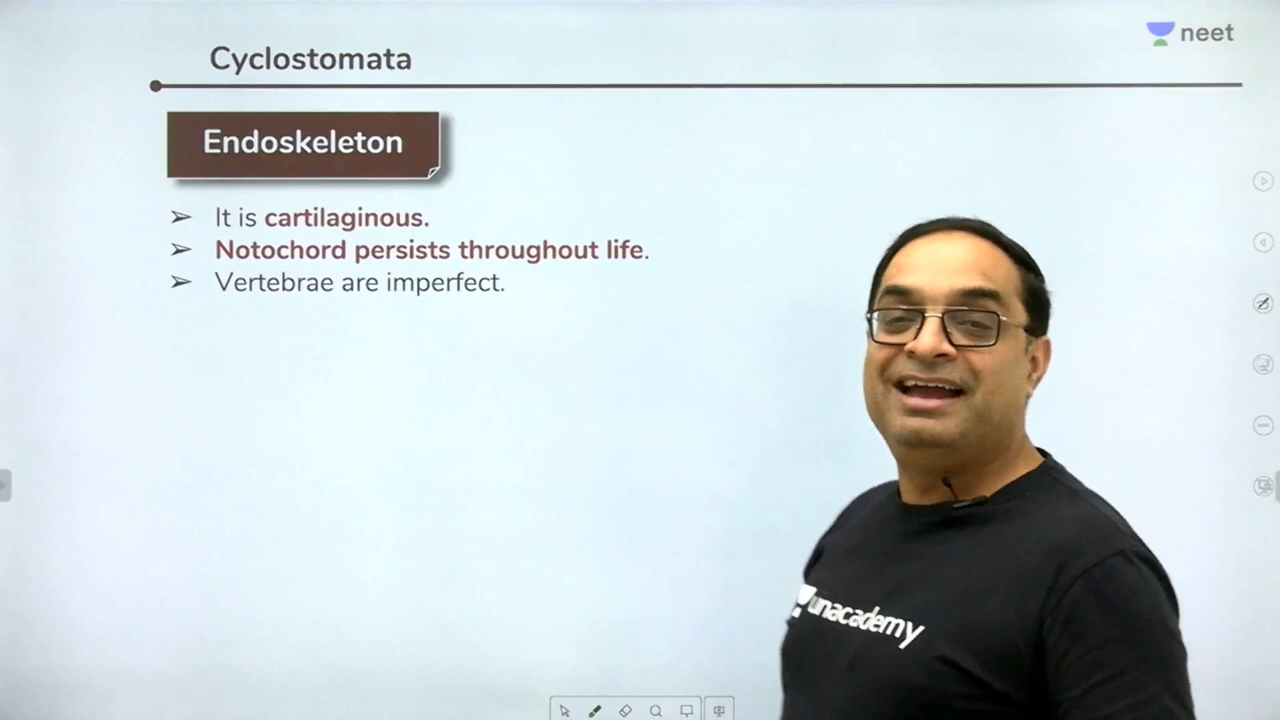 neet
Cyclostomata
Endoskeleton
➢ It is cartilaginous.
➢ Notochord persists throughout life.
➢ Vertebrae are imperfect.
unacademy